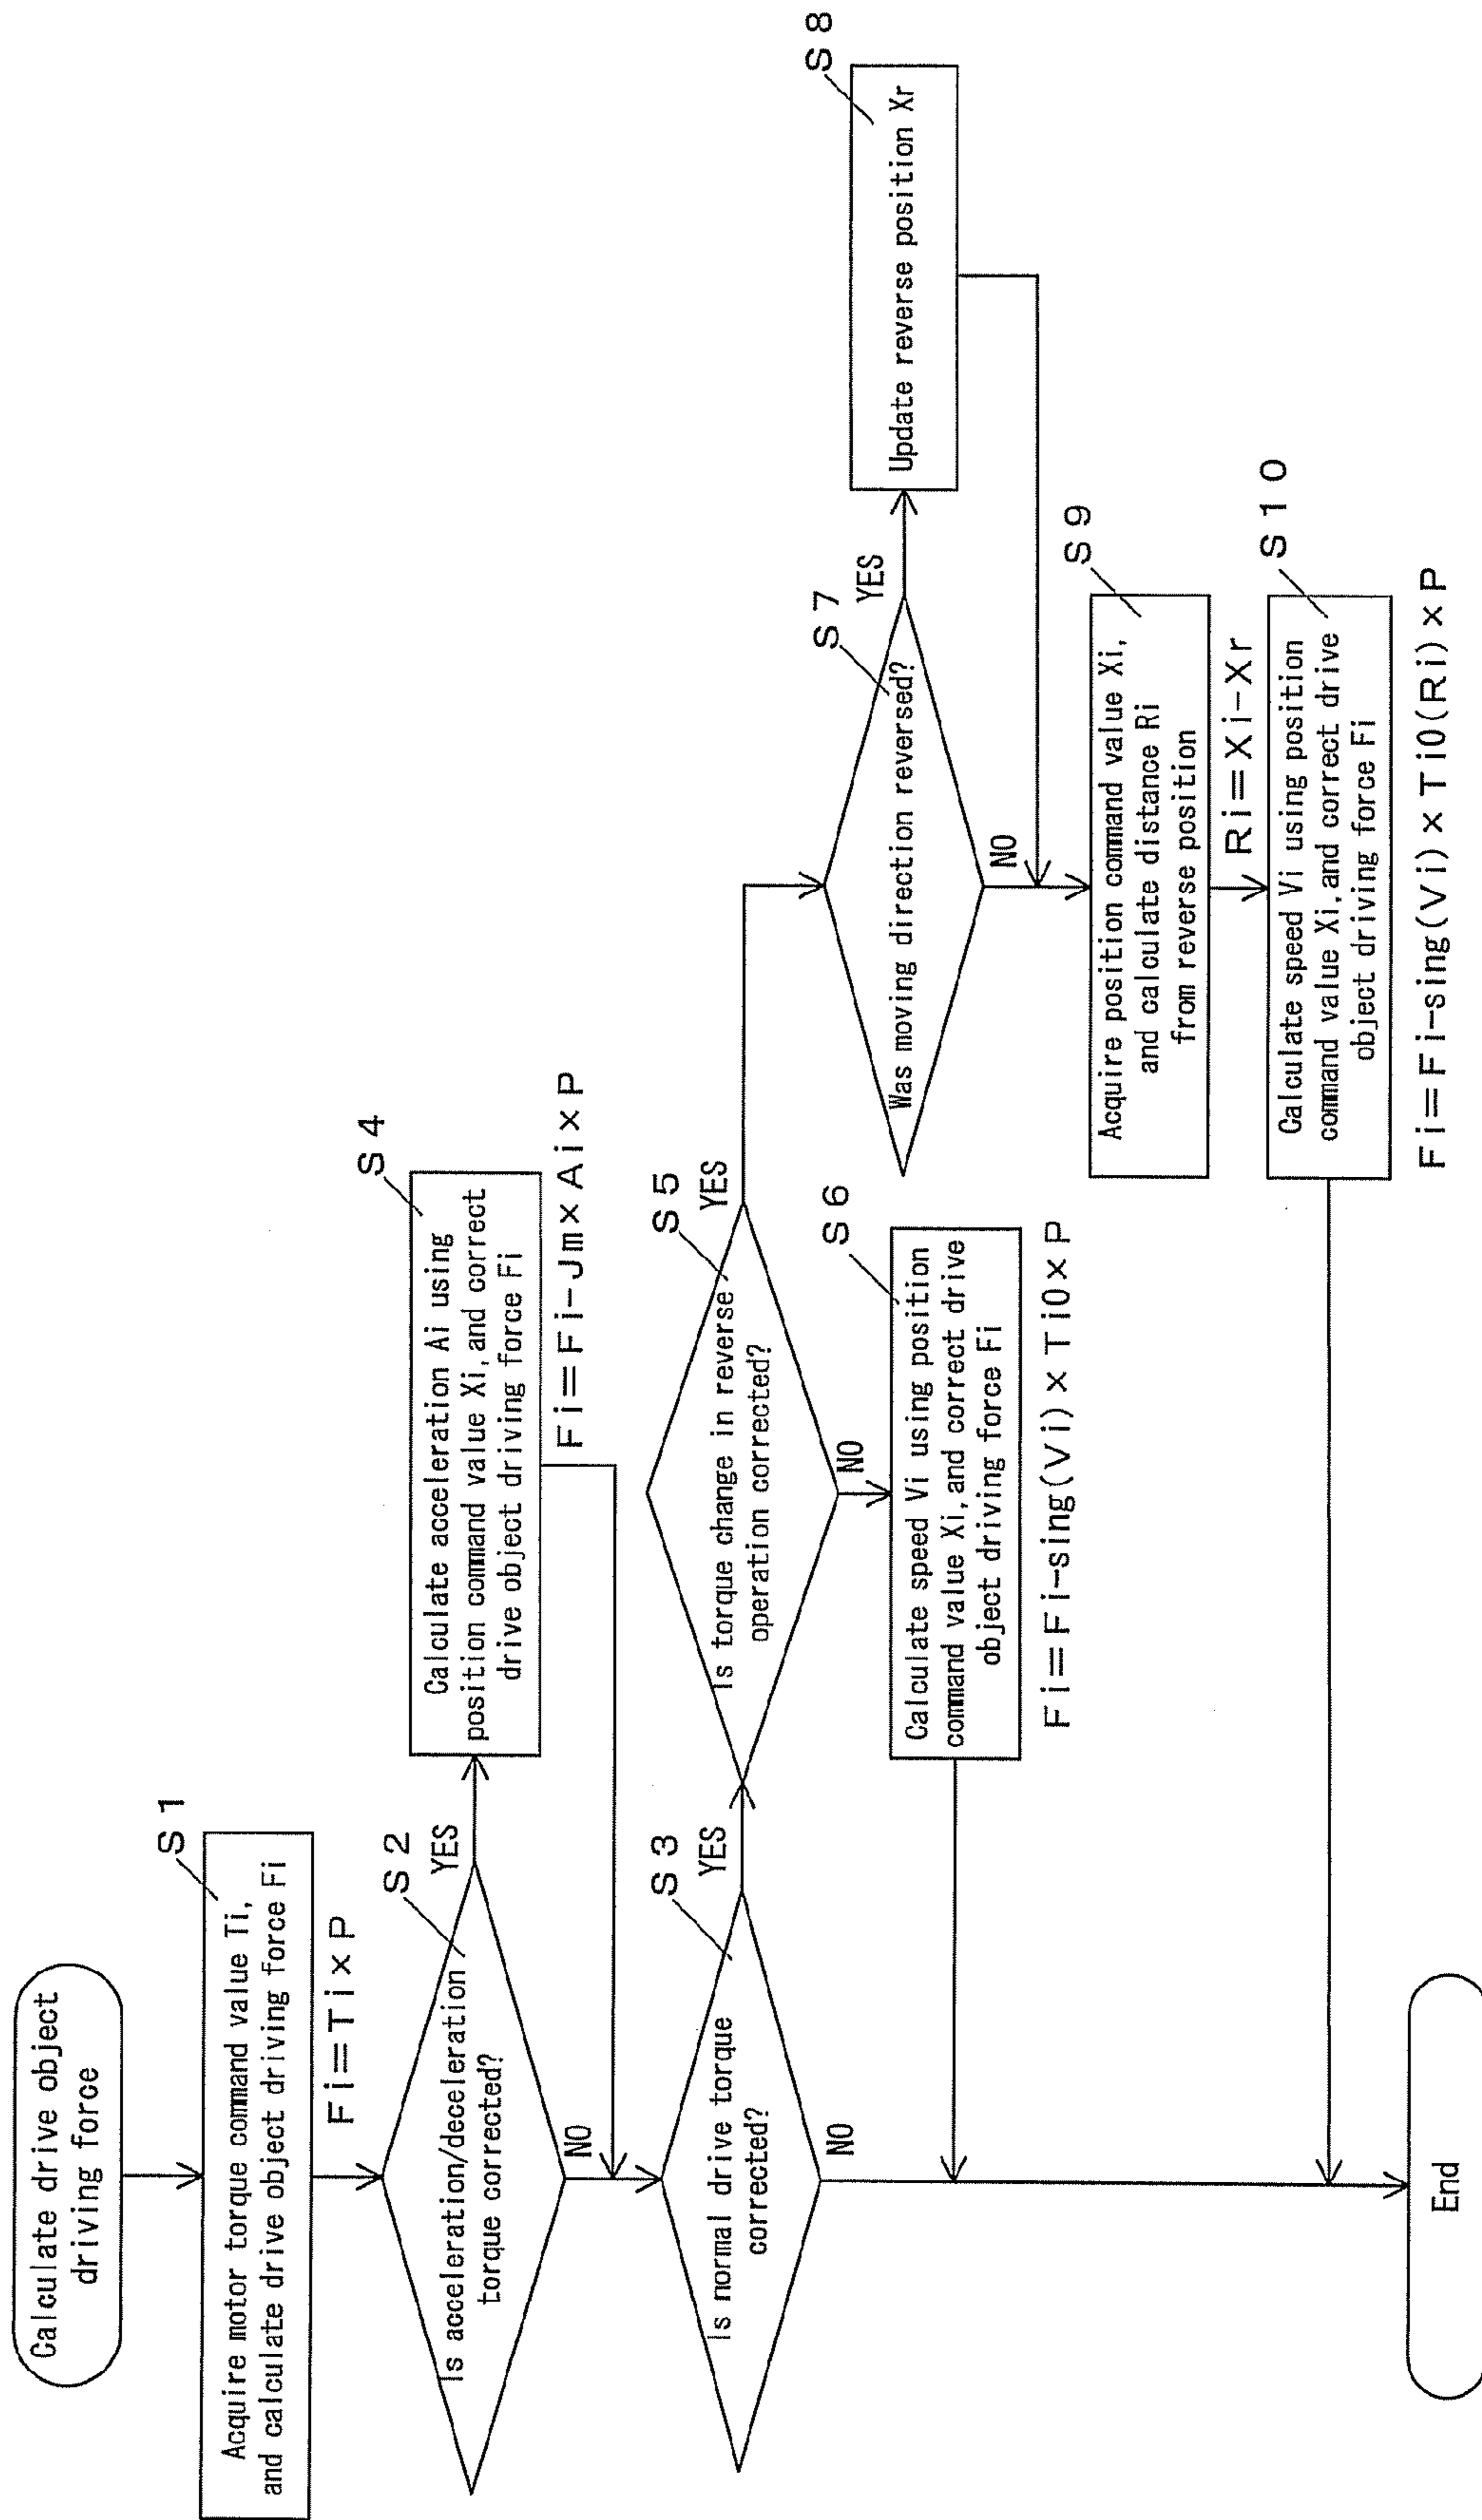 Calculate drive object
driving force
S1
Acquire motor torque command value Ti,
and calculate drive object driving force Fi
Fi=Ti×P
S2
Is acceleration/deceleration
torque corrected?
YES
NO
S4
Calculate acceleration Ai using
position command value Xi, and correct
drive object driving force Fi
Fi=Fi-Jm×Ai×P
S3
Is normal drive torque
corrected?
YES
NO
S5
Is torque change in reverse
operation corrected?
YES
NO
S6
Calculate speed Vi using position
command value Xi, and correct drive
object driving force Fi
Fi=Fi-sing(Vi)×Ti0×P
S7
Was moving direction reversed?
YES
NO
S8
Update reverse position Xr
S9
Acquire position command value Xi,
and calculate distance Ri
from reverse position
Ri=Xi-Xr
S10
Calculate speed Vi using position
command value Xi, and correct drive
object driving force Fi
Fi=Fi-sing(Vi)×Ti0(Ri)×P
End